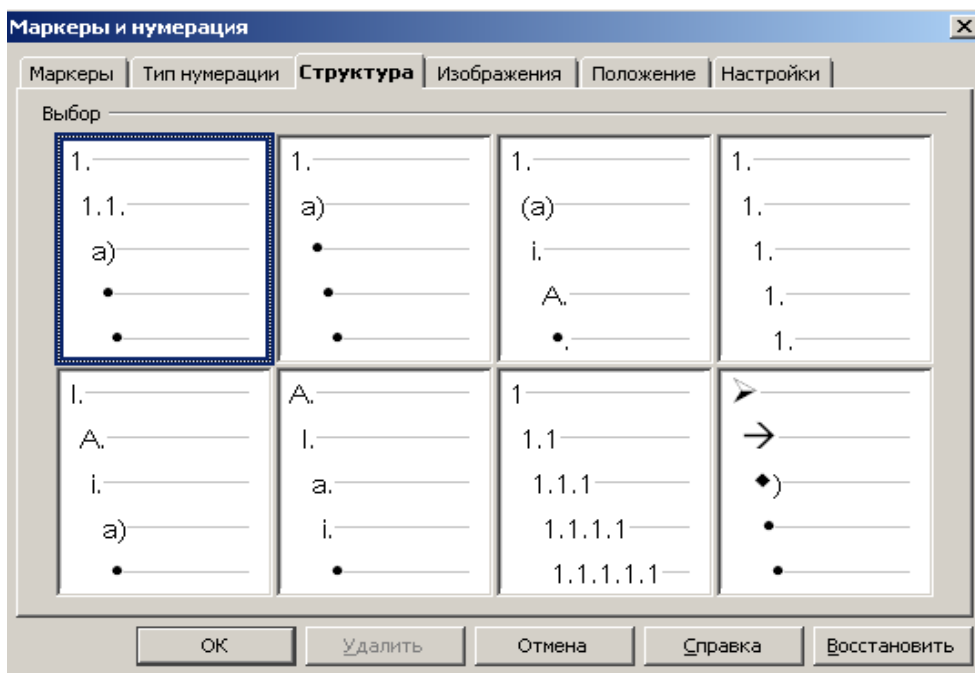 Маркеры и нумерация
Маркеры Тип нумерации Структура Изображения Положение Настройки
Выбор
1. 1. 1. 1.
1.1. a) (a) 1.
a) • i. 1.
• • A. 1.
• • •. 1.
I. A. 1 ➢
A. I. 1.1 →
i. a. 1.1.1 ◆)
a) i. 1.1.1.1 •
• • 1.1.1.1.1 •
ОК Удалить Отмена Справка Восстановить